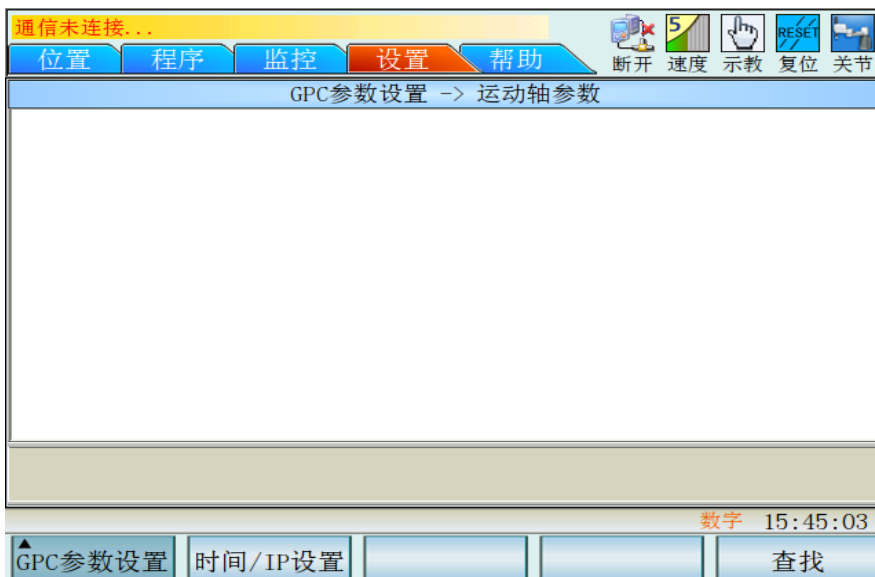 通信未连接...
位置 程序 监控 设置 帮助
5 RESET
断开 速度 示教 复位 关节
GPC参数设置 -> 运动轴参数
数字 15:45:03
GPC参数设置 时间/IP设置 查找